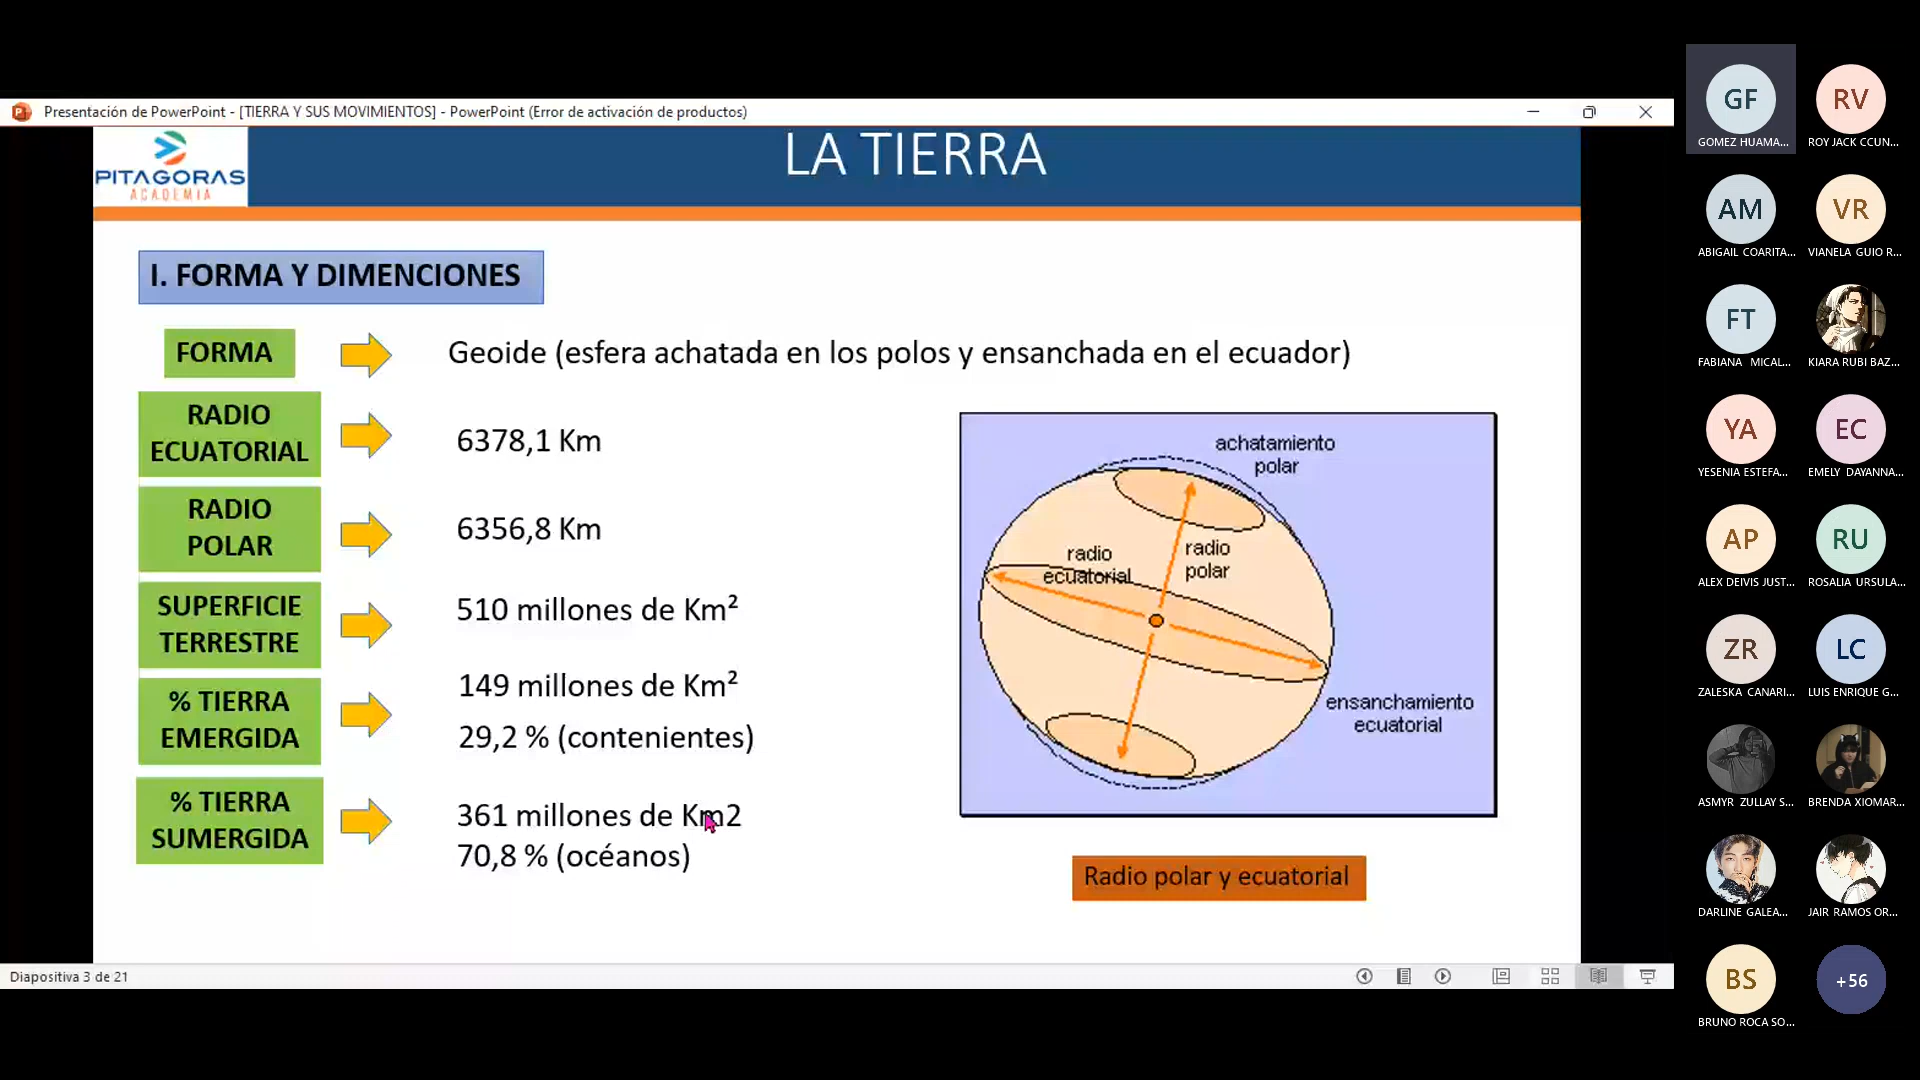 Presentación de PowerPoint - [TIERRA Y SUS MOVIMIENTOS] - PowerPoint (Error de activación de productos)
PITAGORAS
ACADEMIA
LA TIERRA
I. FORMA Y DIMENCIONES
FORMA
Geoide (esfera achatada en los polos y ensanchada en el ecuador)
RADIO
ECUATORIAL
6378,1 Km
RADIO
POLAR
6356,8 Km
SUPERFICIE
TERRESTRE
510 millones de Km²
% TIERRA
EMERGIDA
149 millones de Km²
29,2 % (contenientes)
% TIERRA
SUMERGIDA
361 millones de Km2
70,8 % (océanos)
achatamiento
polar
radio
ecuatorial
radio
polar
ensanchamiento
ecuatorial
Radio polar y ecuatorial
Diapositiva 3 de 21
GF
GOMEZ HUAMA...
RV
ROY JACK CCUN...
AM
ABIGAIL COARITA...
VR
VIANELA GUIO R...
FT
FABIANA MICAL...
KIARA RUBI BAZ...
YA
YESENIA ESTEFA...
EC
EMELY DAYANNA...
AP
ALEX DEIVIS JUST...
RU
ROSALIA URSULA...
ZR
ZALESKA CANARI...
LC
LUIS ENRIQUE G...
ASMYR ZULLAY S...
BRENDA XIOMAR...
DARLINE GALEA...
JAIR RAMOS OR...
BS
BRUNO ROCA SO...
+56